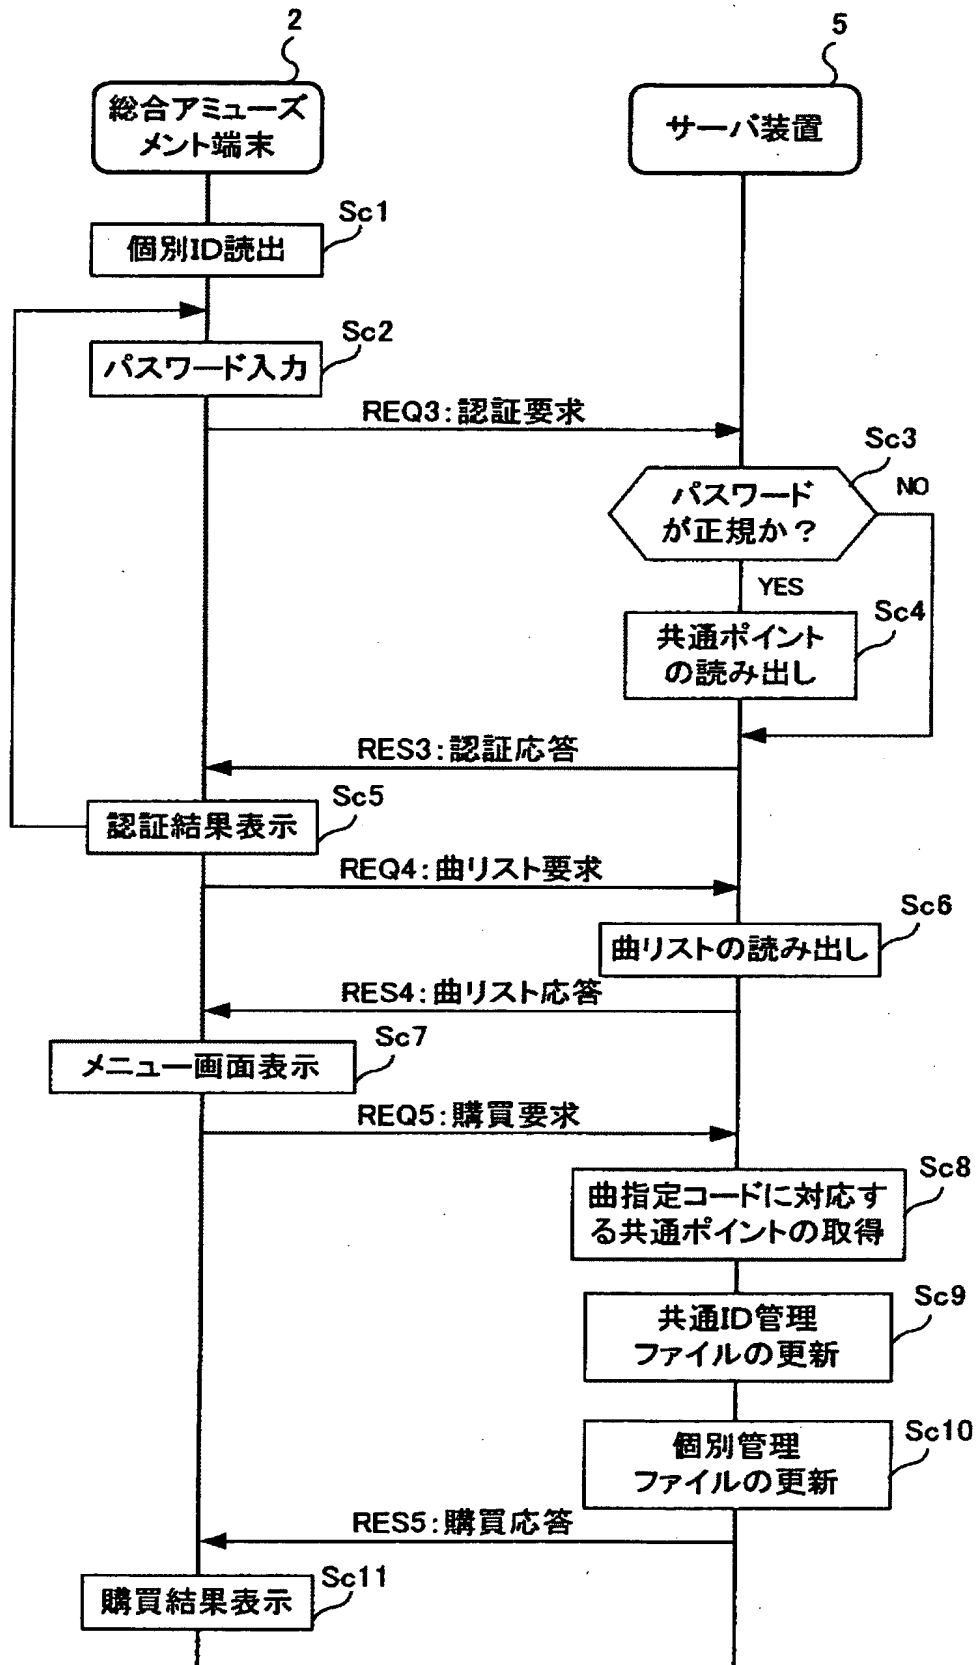 2
総合アミューズ
メント端末
5
サーバ装置
Sc1
個別ID読出
Sc2
パスワード入力
REQ3:認証要求
Sc3
パスワード
が正規か?
NO
YES
Sc4
共通ポイント
の読み出し
RES3:認証応答
Sc5
認証結果表示
REQ4:曲リスト要求
Sc6
曲リストの読み出し
RES4:曲リスト応答
Sc7
メニュー画面表示
REQ5:購買要求
Sc8
曲指定コードに対応す
る共通ポイントの取得
Sc9
共通ID管理
ファイルの更新
Sc10
個別管理
ファイルの更新
RES5:購買応答
Sc11
購買結果表示